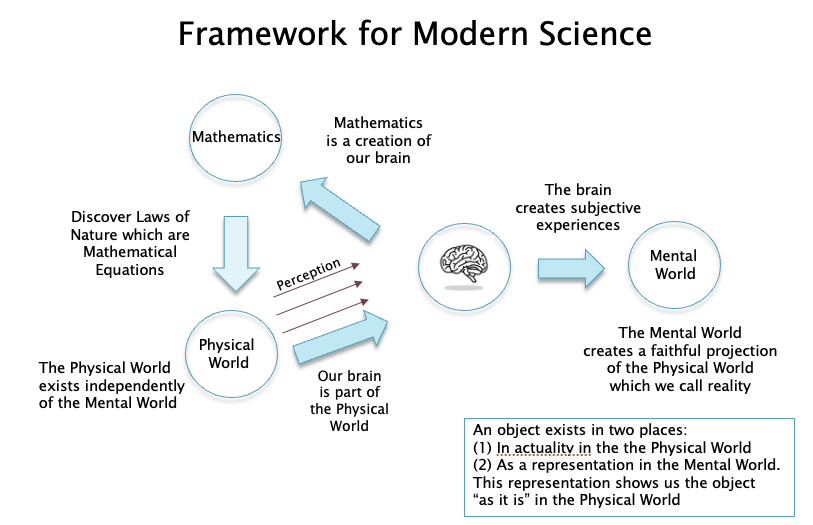 Framework for Modern Science
Mathematics
Mathematics
is a creation of
our brain
The brain
creates subjective
experiences
Discover Laws of
Nature which are
Mathematical
Equations
Perception
Mental
World
Physical
World
The Physical World
exists independently
of the Mental World
Our brain
is part of
the Physical
World
The Mental World
creates a faithful projection
of the Physical World
which we call reality
An object exists in two places:
(1) In actuality in the the Physical World
(2) As a representation in the Mental World.
This representation shows us the object
“as it is” in the Physical World